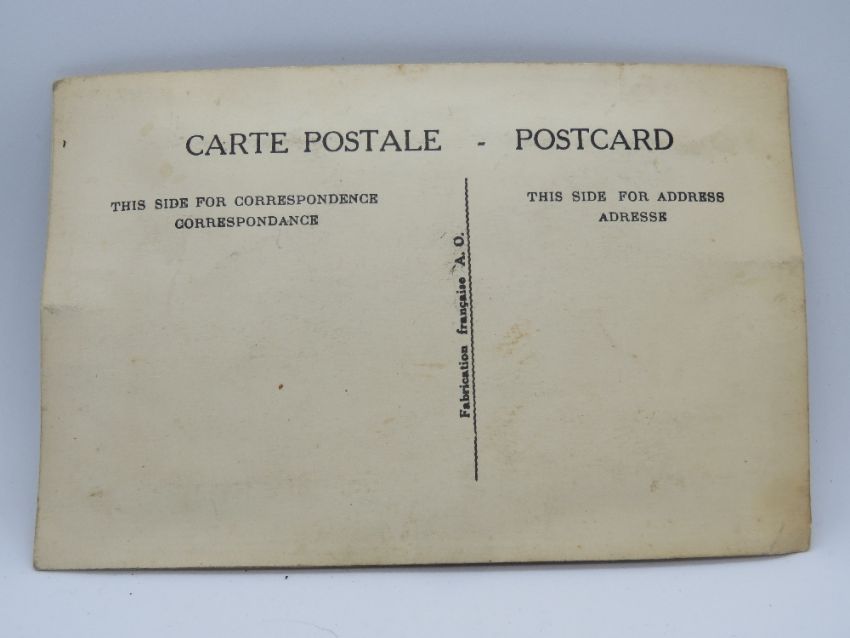 CARTE POSTALE - POSTCARD
THIS SIDE FOR CORRESPONDENCE
CORRESPONDANCE
Fabrication française A. O.
THIS SIDE FOR ADDRESS
ADRESSE